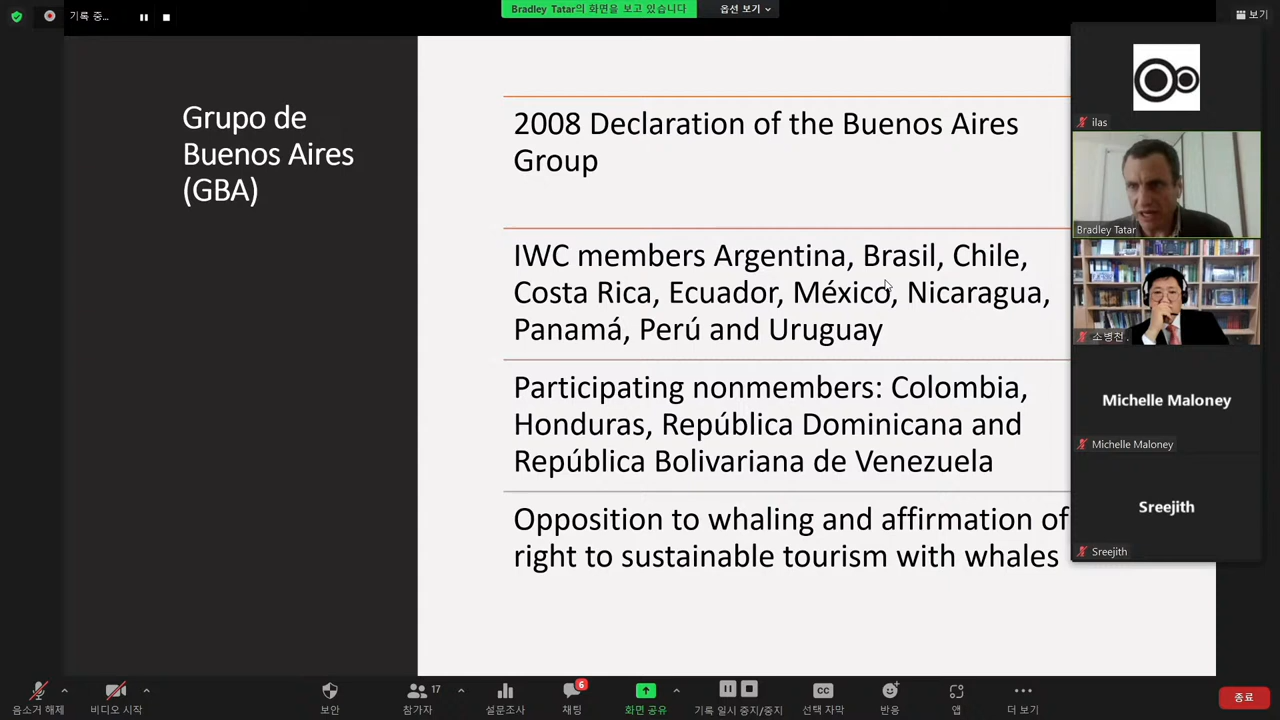 기록 중...
Bradley Tatar의 화면을 보고 있습니다
옵션 보기
보기
Grupo de
Buenos Aires
(GBA)
2008 Declaration of the Buenos Aires
Group
IWC members Argentina, Brasil, Chile,
Costa Rica, Ecuador, México, Nicaragua,
Panamá, Perú and Uruguay
Participating nonmembers: Colombia,
Honduras, República Dominicana and
República Bolivariana de Venezuela
Opposition to whaling and affirmation of
right to sustainable tourism with whales
ilas
Bradley Tatar
소병천 .
Michelle Maloney
Michelle Maloney
Sreejith
Sreejith
음소거 해제
비디오 시작
보안
17
참가자
설문조사
6
채팅
화면 공유
기록 일시 중지/중지
CC
선택 자막
반응
앱
더 보기
종료